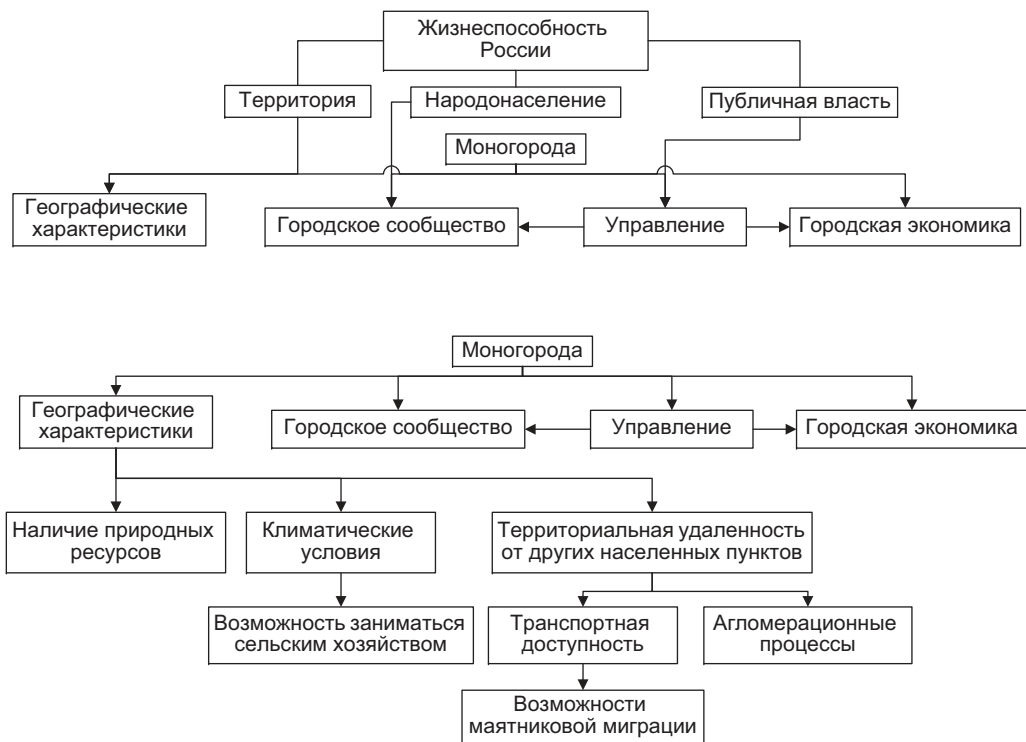 Жизнеспособность
России
Территория
Народонаселение
Публичная власть
Моногорода
Географические
характеристики
Городское сообщество
Управление
Городская экономика
Моногорода
Географические
характеристики
Городское сообщество
Управление
Городская экономика
Наличие природных
ресурсов
Климатические
условия
Территориальная удаленность
от других населенных пунктов
Возможность заниматься
сельским хозяйством
Транспортная
доступность
Агломерационные
процессы
Возможности
маятниковой миграции